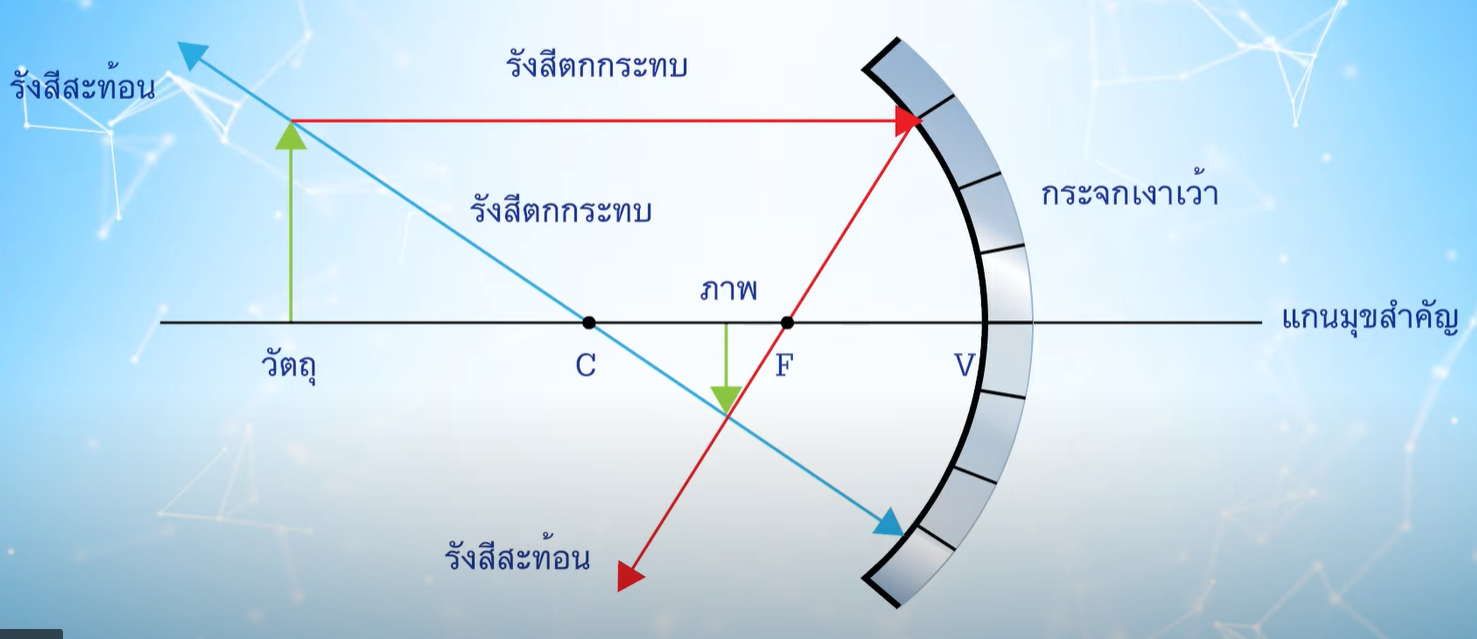 รังสีตกกระทบ
รังสีสะท้อน
กระจกเงาเว้า
รังสีตกกระทบ
ภาพ
แกนมุขสำคัญ
วัตถุ
C
F
V
รังสีสะท้อน